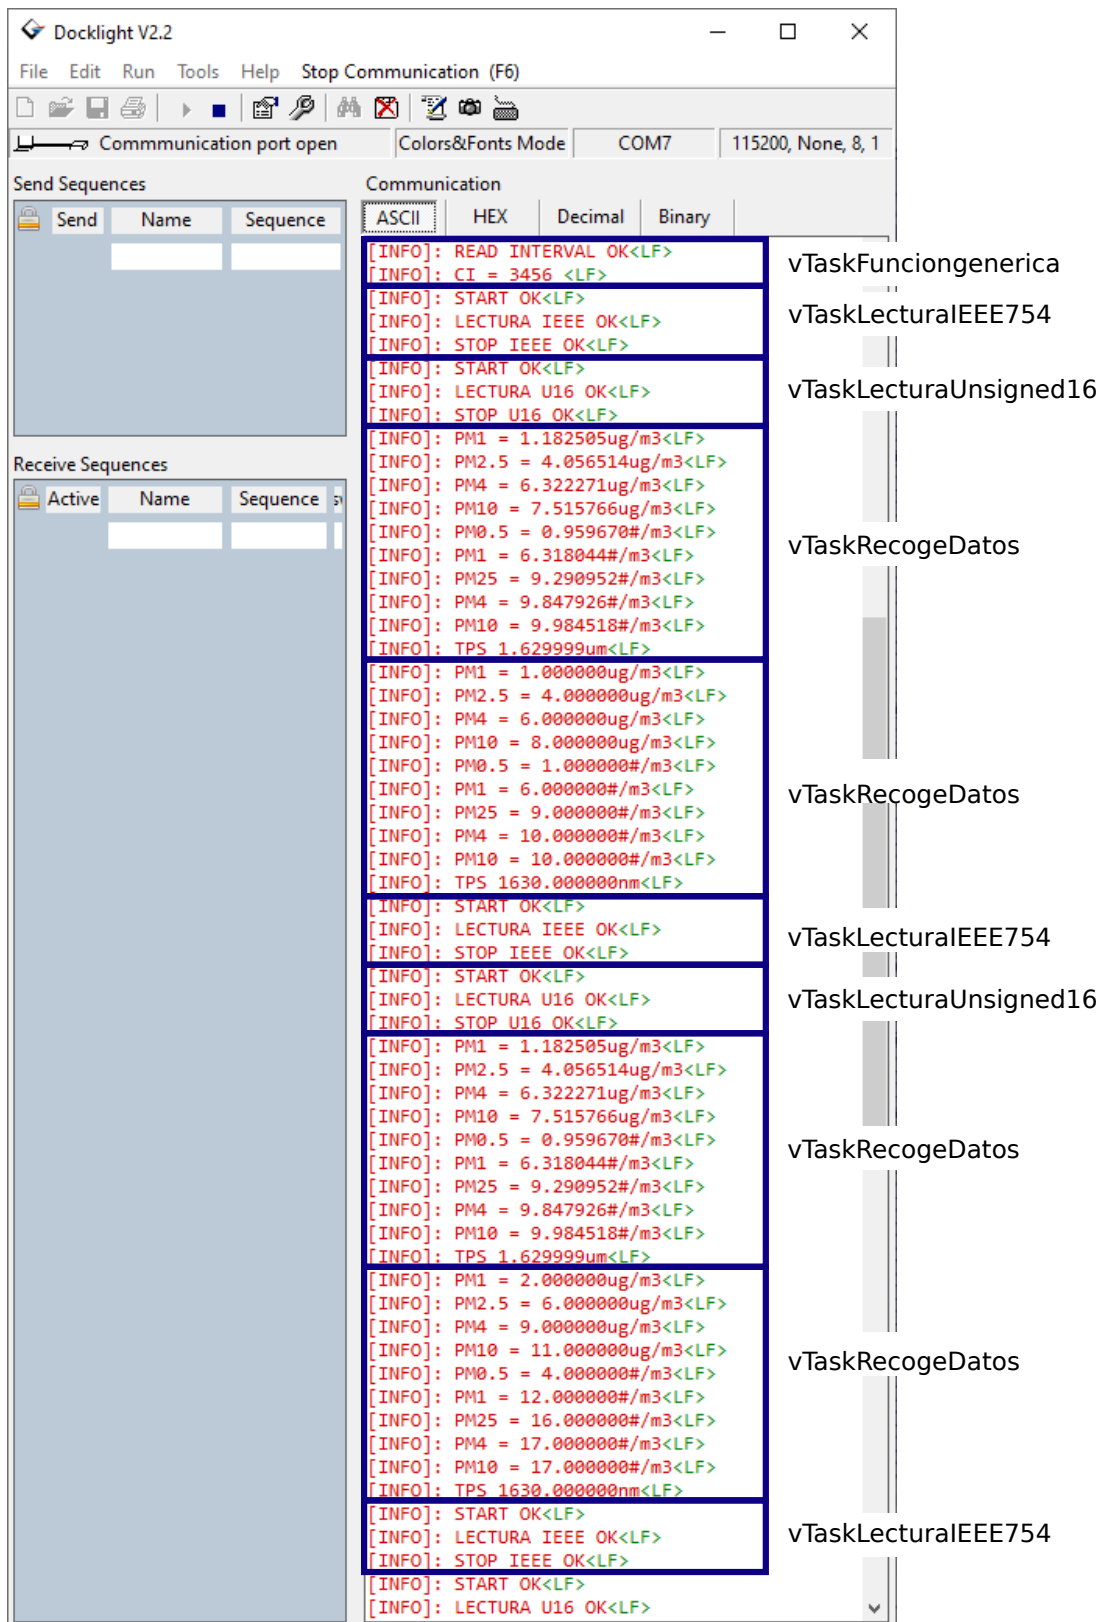 Docklight V2.2
File Edit Run Tools Help Stop Communication (F6)
Commmunication port open Colors&Fonts Mode COM7 115200, None, 8, 1
Send Sequences
Send Name Sequence
Receive Sequences
Active Name Sequence
Communication
ASCII HEX Decimal Binary
[INFO]: READ INTERVAL OK<LF>
[INFO]: CI = 3456 <LF>
vTaskFunciongenerica
[INFO]: START OK<LF>
[INFO]: LECTURA IEEE OK<LF>
[INFO]: STOP IEEE OK<LF>
vTaskLecturaIEEE754
[INFO]: START OK<LF>
[INFO]: LECTURA U16 OK<LF>
[INFO]: STOP U16 OK<LF>
vTaskLecturaUnsigned16
[INFO]: PM1 = 1.182505ug/m3<LF>
[INFO]: PM2.5 = 4.056514ug/m3<LF>
[INFO]: PM4 = 6.322271ug/m3<LF>
[INFO]: PM10 = 7.515766ug/m3<LF>
[INFO]: PM0.5 = 0.959670#/m3<LF>
[INFO]: PM1 = 6.318044#/m3<LF>
[INFO]: PM25 = 9.290952#/m3<LF>
[INFO]: PM4 = 9.847926#/m3<LF>
[INFO]: PM10 = 9.984518#/m3<LF>
[INFO]: TPS 1.629999um<LF>
vTaskRecogeDatos
[INFO]: PM1 = 1.000000ug/m3<LF>
[INFO]: PM2.5 = 4.000000ug/m3<LF>
[INFO]: PM4 = 6.000000ug/m3<LF>
[INFO]: PM10 = 8.000000ug/m3<LF>
[INFO]: PM0.5 = 1.000000#/m3<LF>
[INFO]: PM1 = 6.000000#/m3<LF>
[INFO]: PM25 = 9.000000#/m3<LF>
[INFO]: PM4 = 10.000000#/m3<LF>
[INFO]: PM10 = 10.000000#/m3<LF>
[INFO]: TPS 1630.000000nm<LF>
vTaskRecogeDatos
[INFO]: START OK<LF>
[INFO]: LECTURA IEEE OK<LF>
[INFO]: STOP IEEE OK<LF>
vTaskLecturaIEEE754
[INFO]: START OK<LF>
[INFO]: LECTURA U16 OK<LF>
[INFO]: STOP U16 OK<LF>
vTaskLecturaUnsigned16
[INFO]: PM1 = 1.182505ug/m3<LF>
[INFO]: PM2.5 = 4.056514ug/m3<LF>
[INFO]: PM4 = 6.322271ug/m3<LF>
[INFO]: PM10 = 7.515766ug/m3<LF>
[INFO]: PM0.5 = 0.959670#/m3<LF>
[INFO]: PM1 = 6.318044#/m3<LF>
[INFO]: PM25 = 9.290952#/m3<LF>
[INFO]: PM4 = 9.847926#/m3<LF>
[INFO]: PM10 = 9.984518#/m3<LF>
[INFO]: TPS 1.629999um<LF>
vTaskRecogeDatos
[INFO]: PM1 = 2.000000ug/m3<LF>
[INFO]: PM2.5 = 6.000000ug/m3<LF>
[INFO]: PM4 = 9.000000ug/m3<LF>
[INFO]: PM10 = 11.000000ug/m3<LF>
[INFO]: PM0.5 = 4.000000#/m3<LF>
[INFO]: PM1 = 12.000000#/m3<LF>
[INFO]: PM25 = 16.000000#/m3<LF>
[INFO]: PM4 = 17.000000#/m3<LF>
[INFO]: PM10 = 17.000000#/m3<LF>
[INFO]: TPS 1630.000000nm<LF>
vTaskRecogeDatos
[INFO]: START OK<LF>
[INFO]: LECTURA IEEE OK<LF>
[INFO]: STOP IEEE OK<LF>
vTaskLecturaIEEE754
[INFO]: START OK<LF>
[INFO]: LECTURA U16 OK<LF>